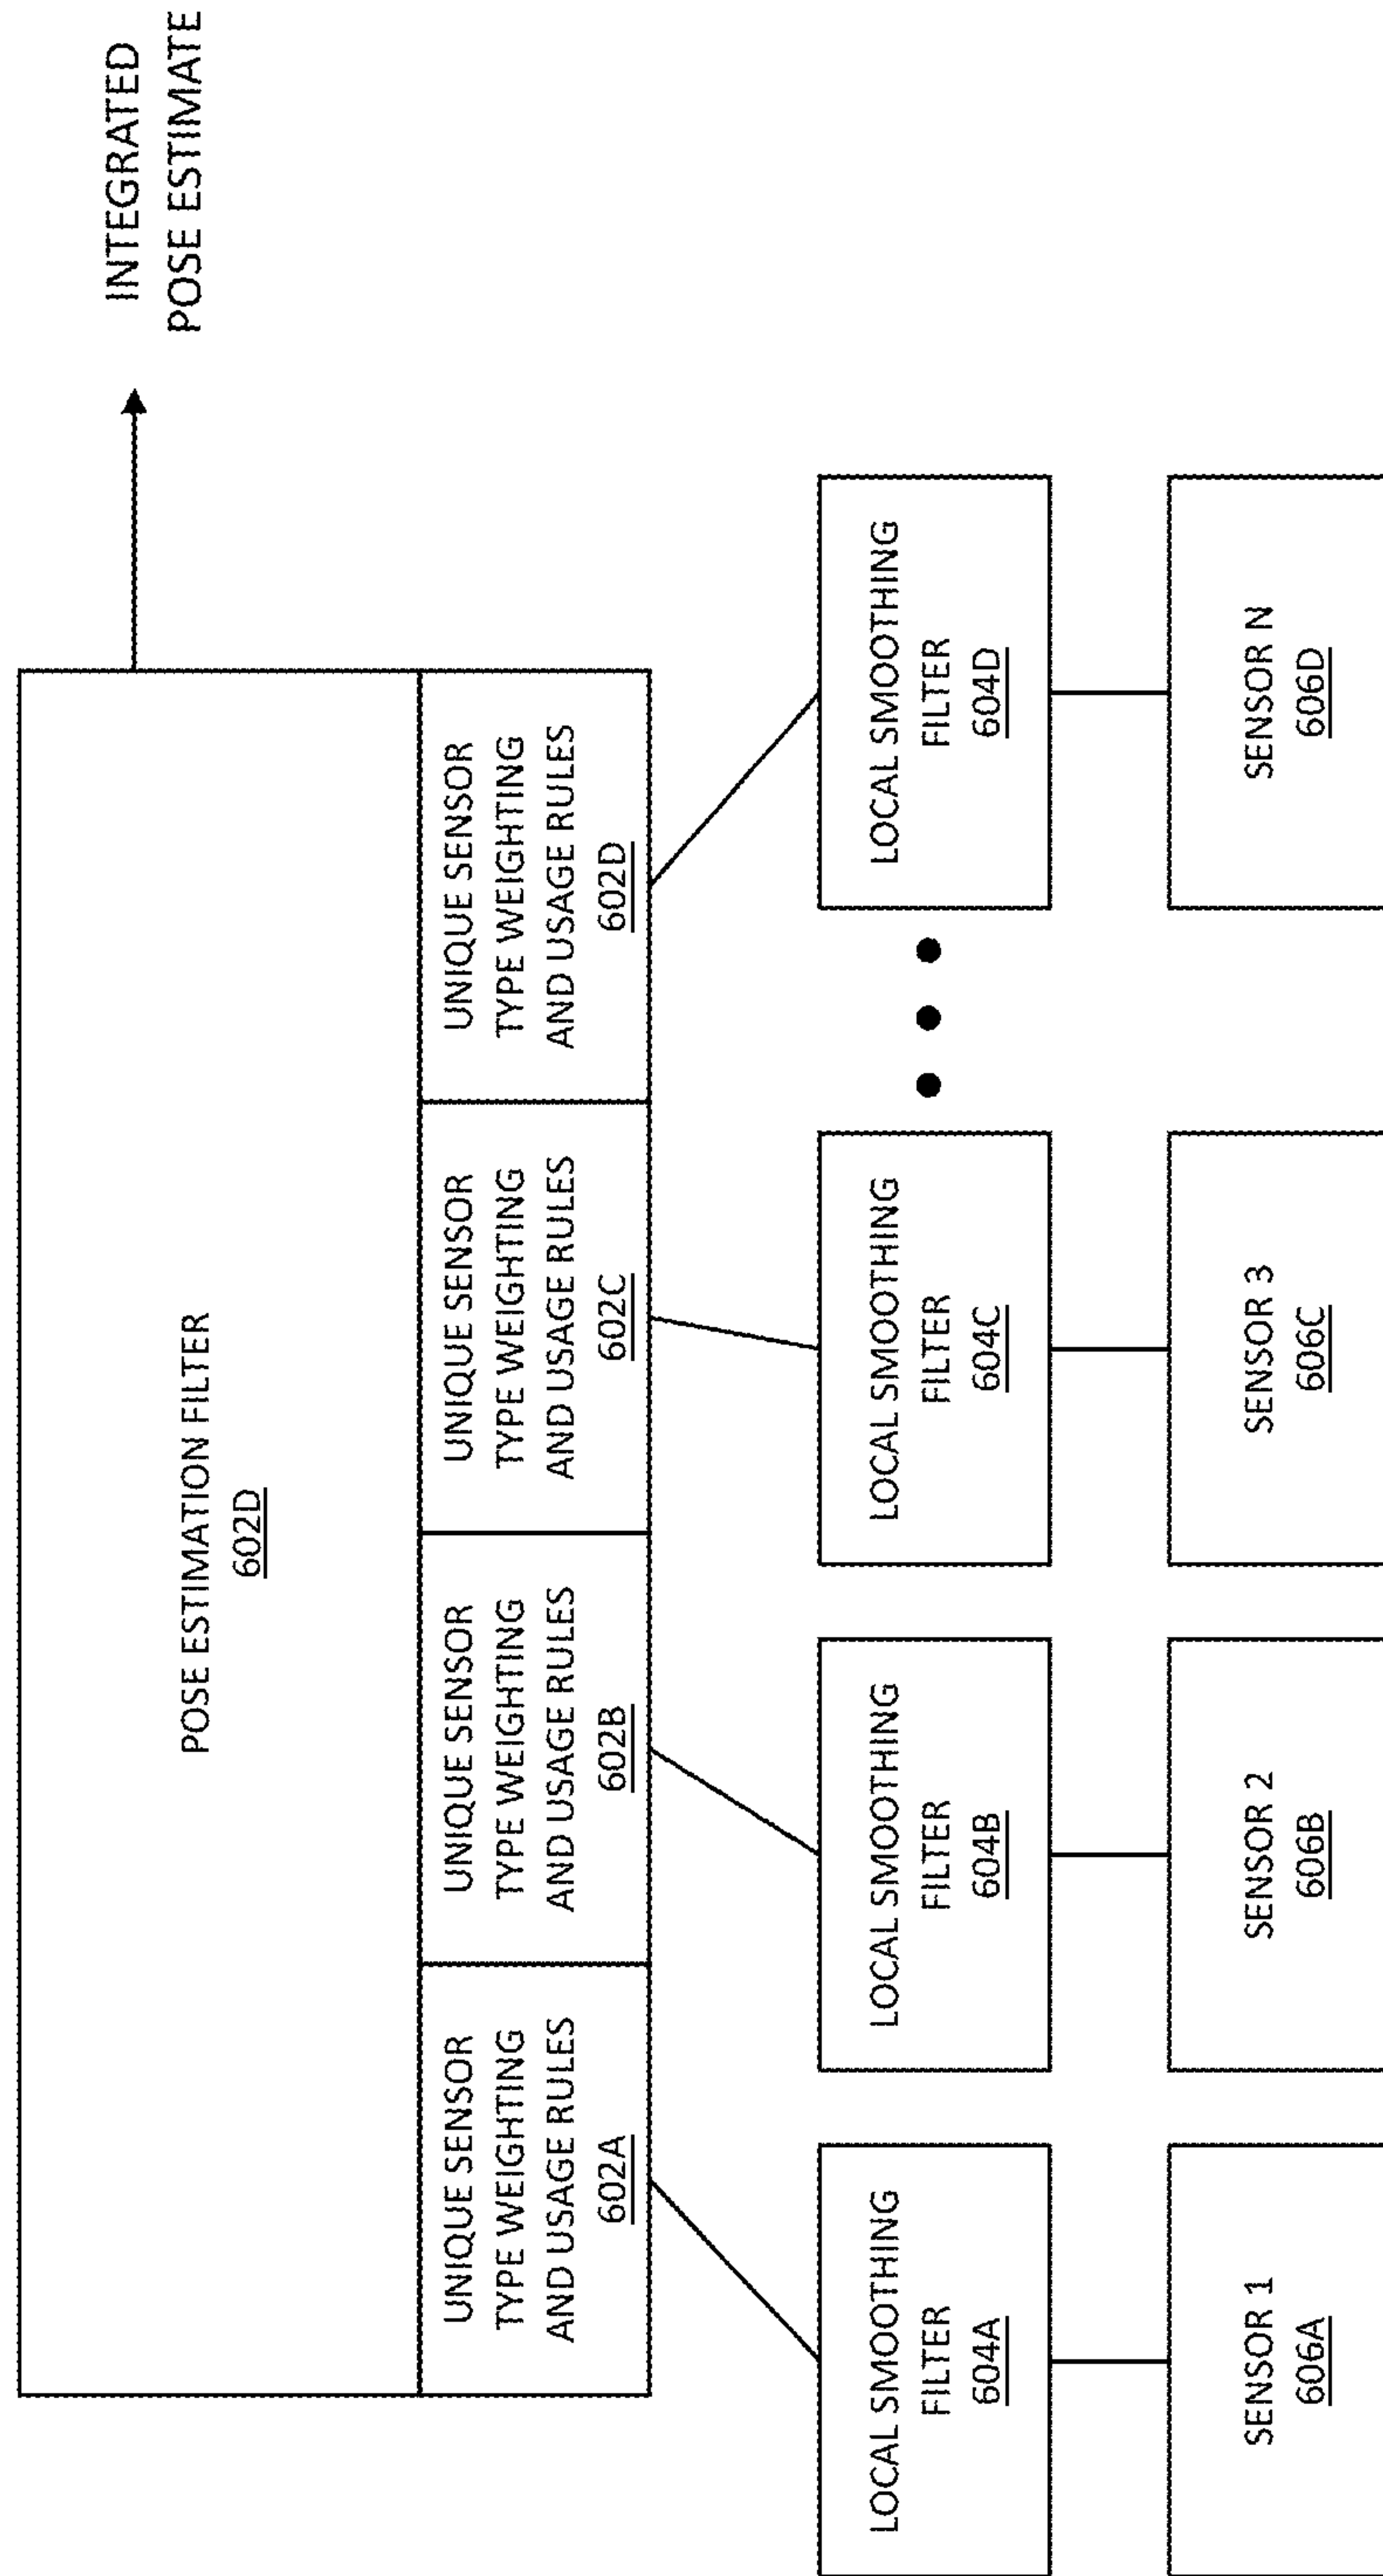 INTEGRATED
POSE ESTIMATE
POSE ESTIMATION FILTER
602D
UNIQUE SENSOR
TYPE WEIGHTING
AND USAGE RULES
602A
UNIQUE SENSOR
TYPE WEIGHTING
AND USAGE RULES
602B
UNIQUE SENSOR
TYPE WEIGHTING
AND USAGE RULES
602C
UNIQUE SENSOR
TYPE WEIGHTING
AND USAGE RULES
602D
LOCAL SMOOTHING
FILTER
604A
LOCAL SMOOTHING
FILTER
604B
LOCAL SMOOTHING
FILTER
604C
LOCAL SMOOTHING
FILTER
604D
SENSOR 1
606A
SENSOR 2
606B
SENSOR 3
606C
SENSOR N
606D